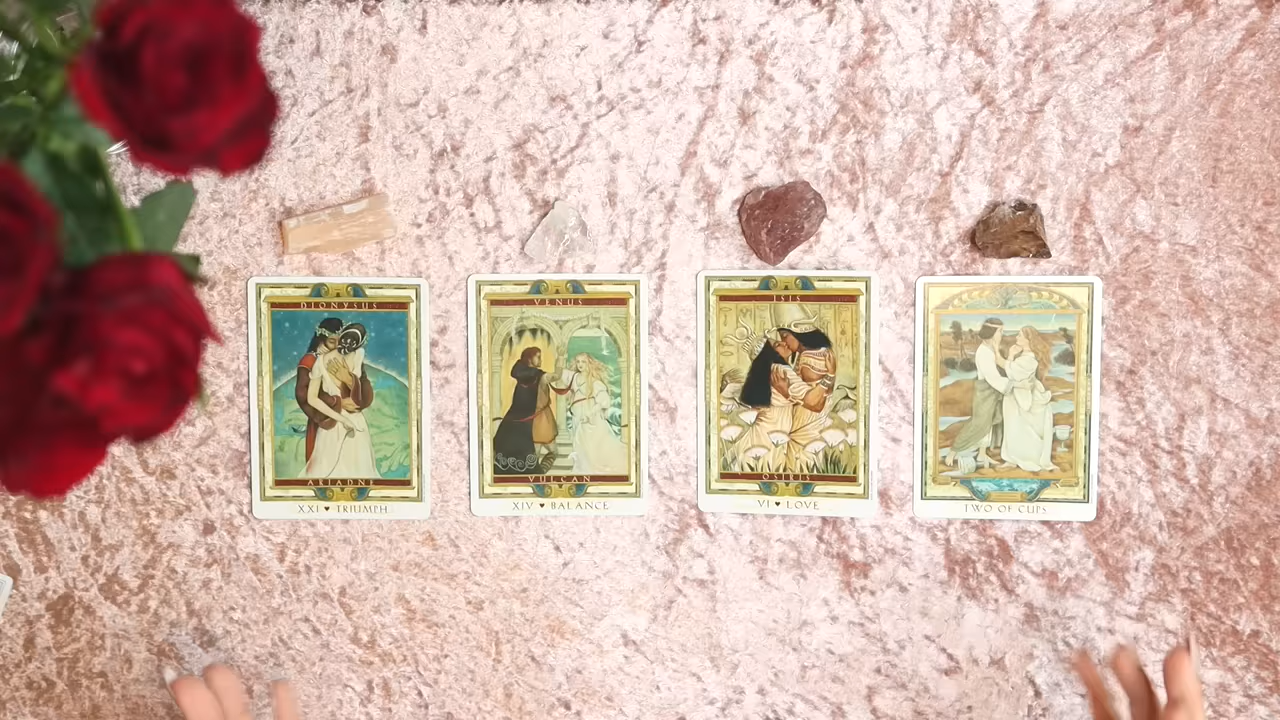 DIONYSUS
ARIADNE
XXI ♥ TRIUMPH
VENUS
VULCAN
XIV ♥ BALANCE
ISIS
OSIRIS
VI ♥ LOVE
TWO OF CUPS